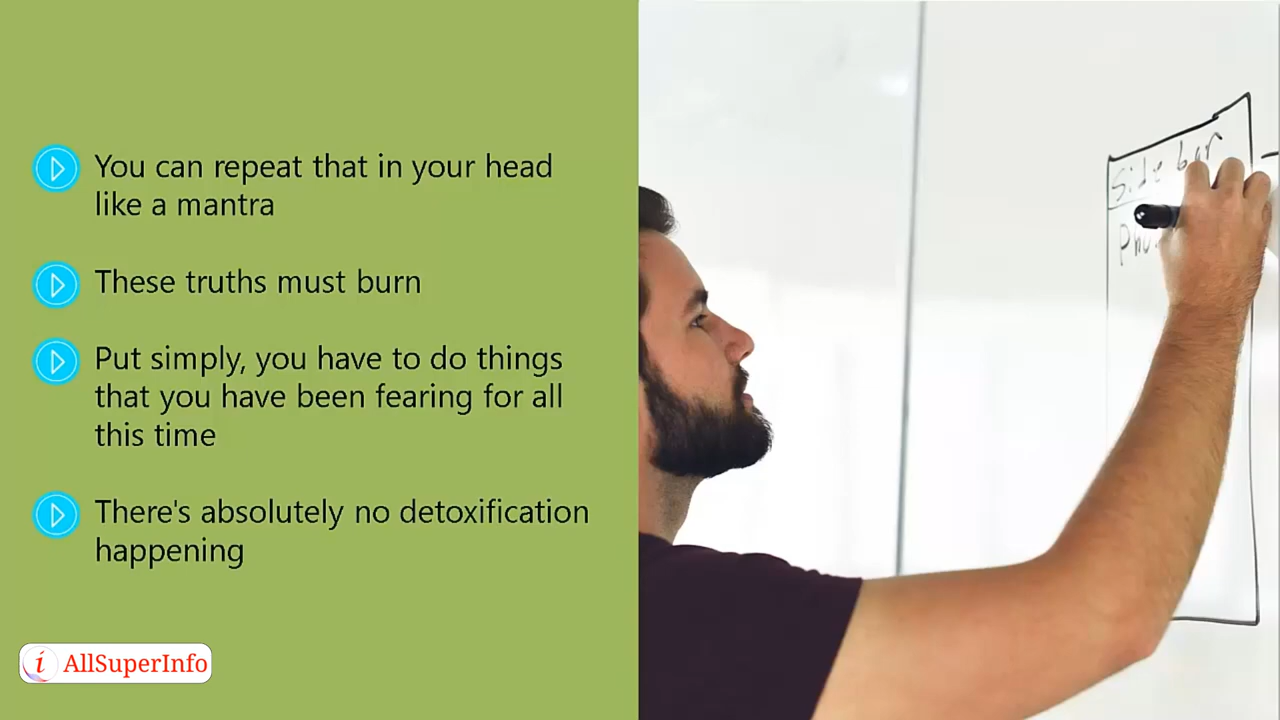 You can repeat that in your head
like a mantra
These truths must burn
Put simply, you have to do things
that you have been fearing for all
this time
There's absolutely no detoxification
happening
i AllSuperInfo
Side bar